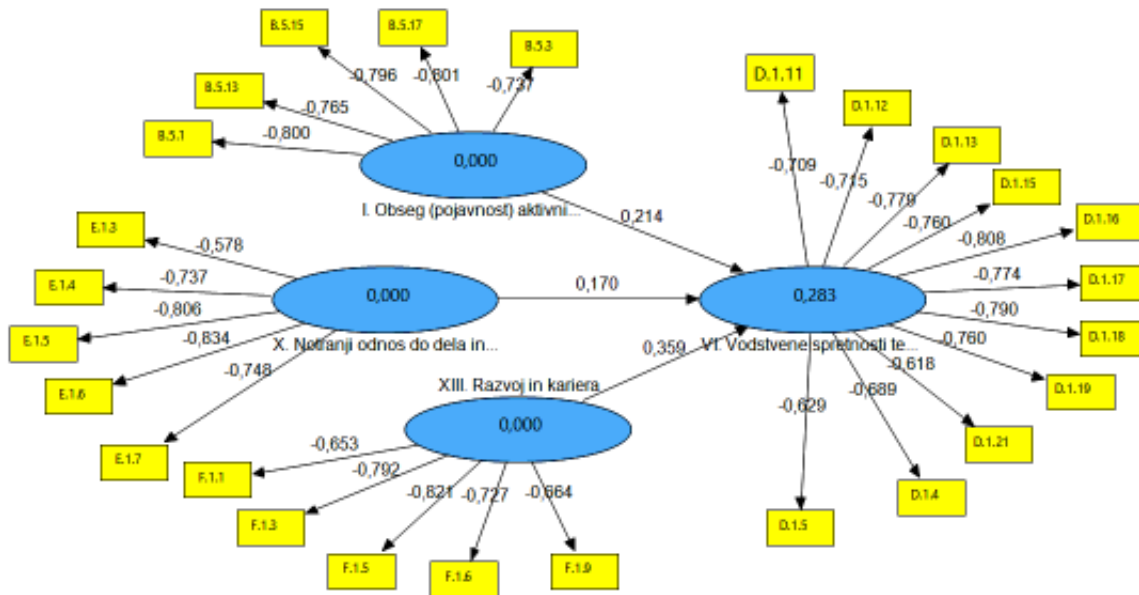 B.5.15
B.5.17
B.5.3
B.5.13
B.5.1
-0,796
-0,801
-0,737
-0,765
-0,800
0,000
I. Obseg (pojavnost) aktivni...
0,214
D.1.11
D.1.12
D.1.13
D.1.15
D.1.16
D.1.17
D.1.18
D.1.19
D.1.21
D.1.4
D.1.5
-0,709
-0,715
-0,779
-0,760
-0,808
-0,774
-0,790
-0,760
-0,618
-0,689
-0,629
E.1.3
E.1.4
E.1.5
E.1.6
E.1.7
-0,578
-0,737
-0,806
-0,834
-0,748
0,000
X. Notranji odnos do dela in...
0,170
0,283
VI. Vodstvene spretnosti te...
0,359
XIII. Razvoj in kariera
0,000
-0,653
-0,792
-0,821
-0,727
-0,664
F.1.1
F.1.3
F.1.5
F.1.6
F.1.9